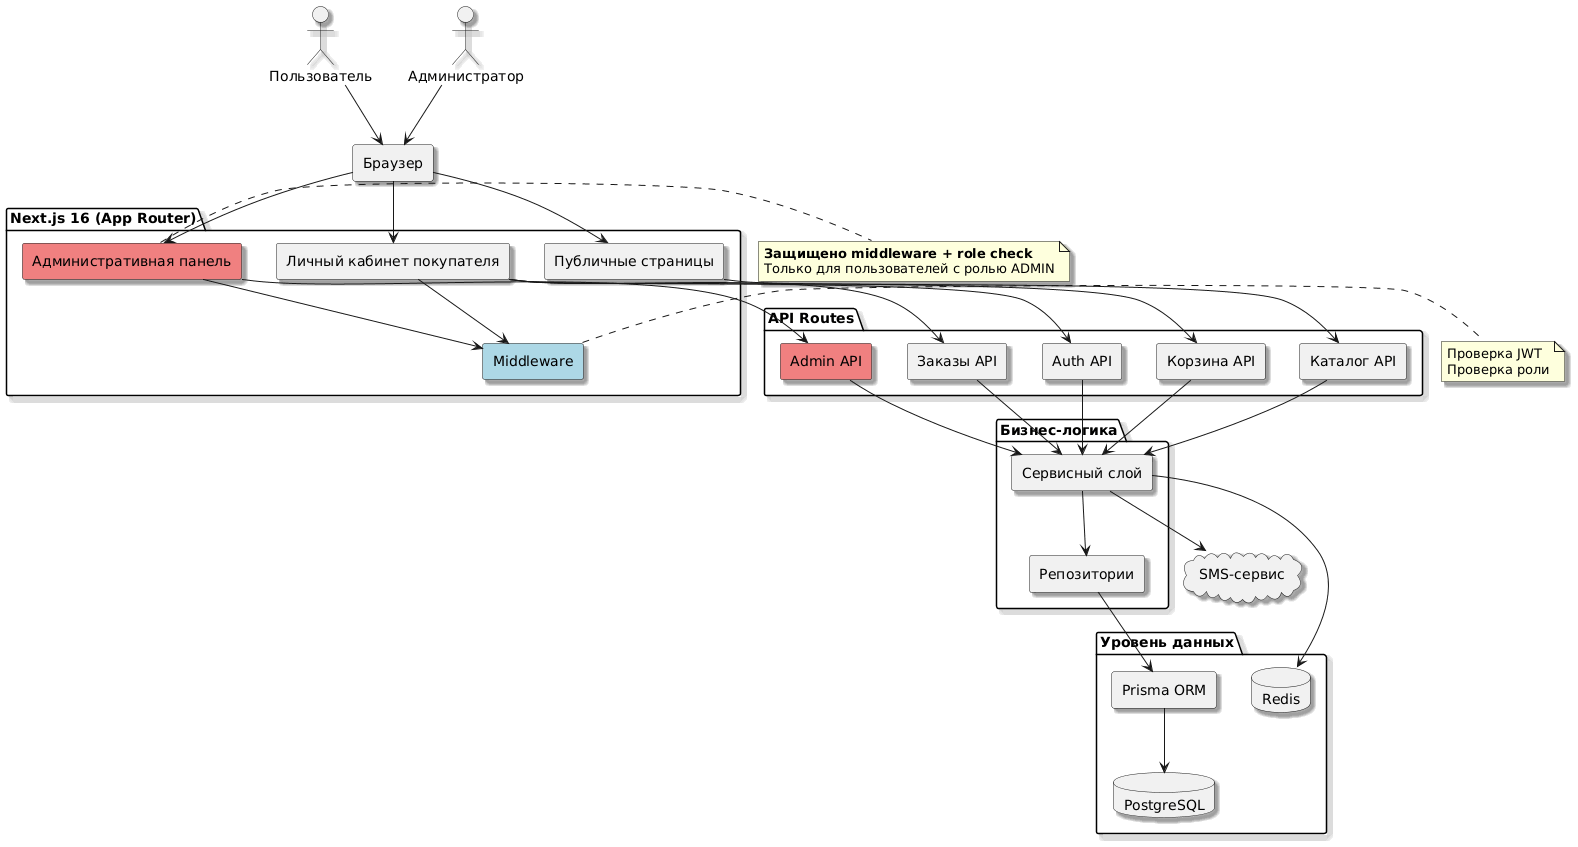 Пользователь
Администратор
Браузер
Next.js 16 (App Router)
Административная панель
Личный кабинет покупателя
Публичные страницы
Защищено middleware + role check
Только для пользователей с ролью ADMIN
Middleware
API Routes
Admin API
Заказы API
Auth API
Корзина API
Каталог API
Проверка JWT
Проверка роли
Бизнес-логика
Сервисный слой
Репозитории
SMS-сервис
Уровень данных
Prisma ORM
Redis
PostgreSQL